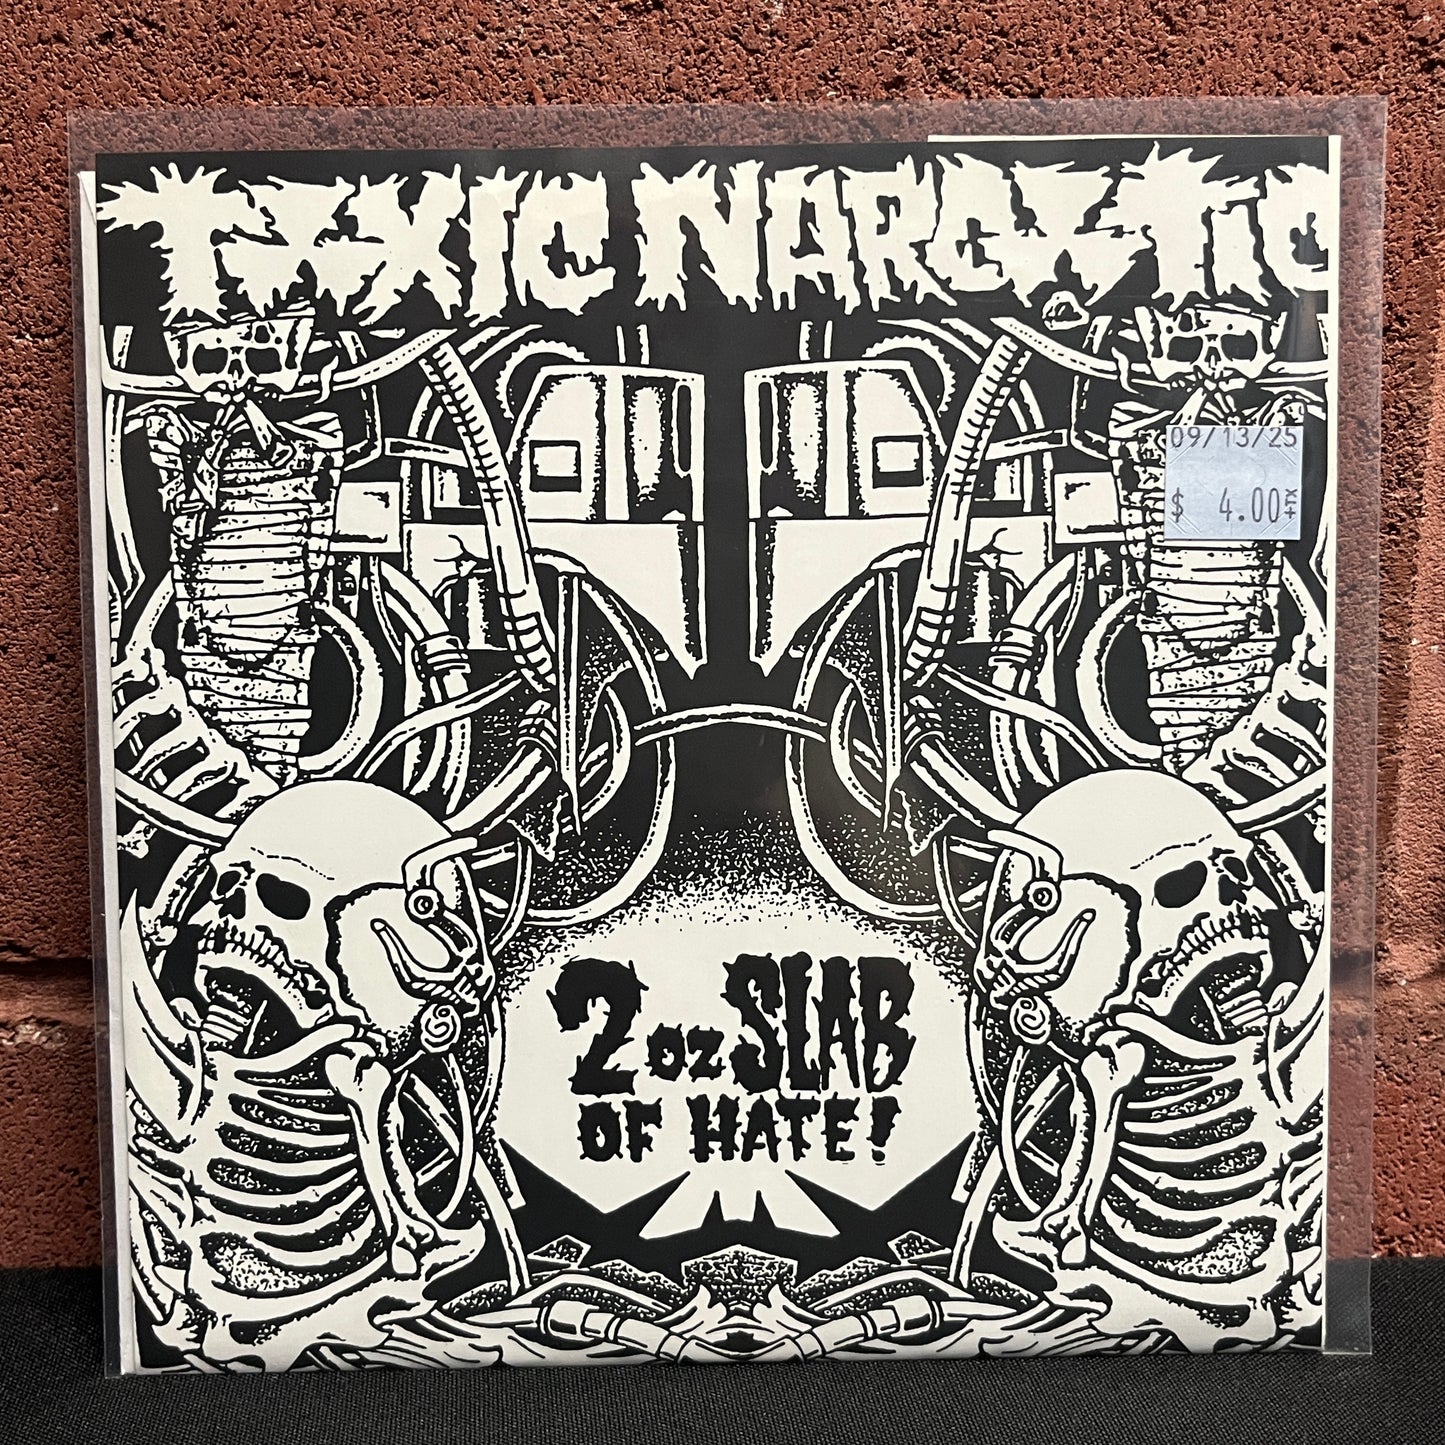 TOXIC NARCOTIC
09/13/25
$ 4.00
2 oz SLAB
OF HATE!